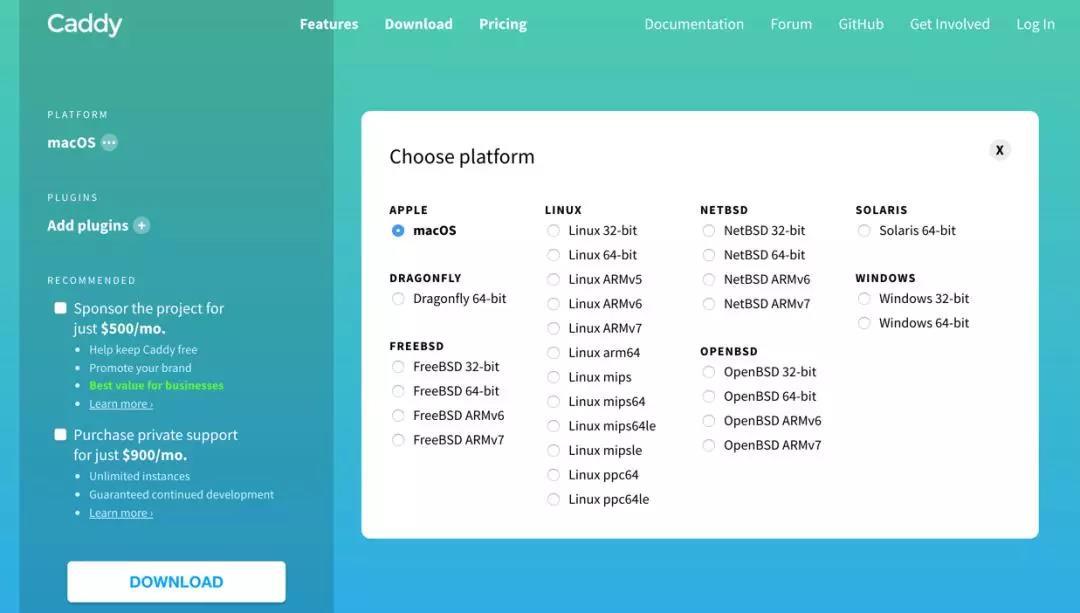 Caddy
Features Download Pricing
Documentation Forum GitHub Get Involved Log In
PLATFORM
macOS
PLUGINS
Add plugins +
RECOMMENDED
Sponsor the project for
just $500/mo.
Help keep Caddy free
Promote your brand
Best value for businesses
Learn more ›
Purchase private support
for just $900/mo.
Unlimited instances
Guaranteed continued development
Learn more ›
DOWNLOAD
Choose platform
X
APPLE
macOS
DRAGONFLY
Dragonfly 64-bit
FREEBSD
FreeBSD 32-bit
FreeBSD 64-bit
FreeBSD ARMv6
FreeBSD ARMv7
LINUX
Linux 32-bit
Linux 64-bit
Linux ARMv5
Linux ARMv6
Linux ARMv7
Linux arm64
Linux mips
Linux mips64
Linux mips64le
Linux mipsle
Linux ppc64
Linux ppc64le
NETBSD
NetBSD 32-bit
NetBSD 64-bit
NetBSD ARMv6
NetBSD ARMv7
OPENBSD
OpenBSD 32-bit
OpenBSD 64-bit
OpenBSD ARMv6
OpenBSD ARMv7
SOLARIS
Solaris 64-bit
WINDOWS
Windows 32-bit
Windows 64-bit